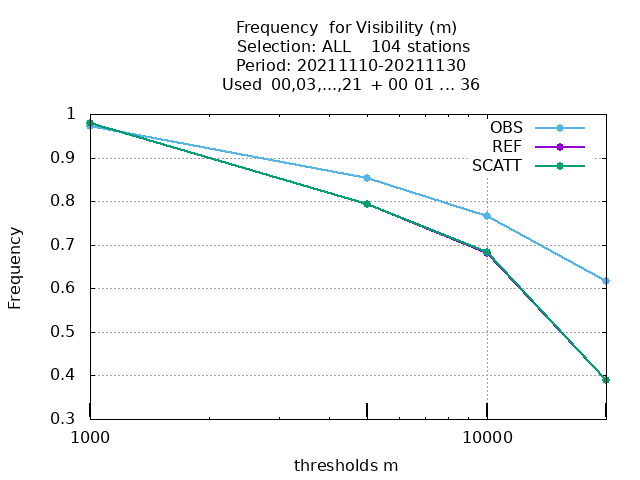 Frequency  for Visibility (m)
Selection: ALL    104 stations
Period: 20211110-20211130
Used  00,03,...,21  + 00 01 ... 36
OBS
REF
SCATT
1
0.9
0.8
0.7
0.6
0.5
0.4
0.3
Frequency
1000
10000
thresholds m